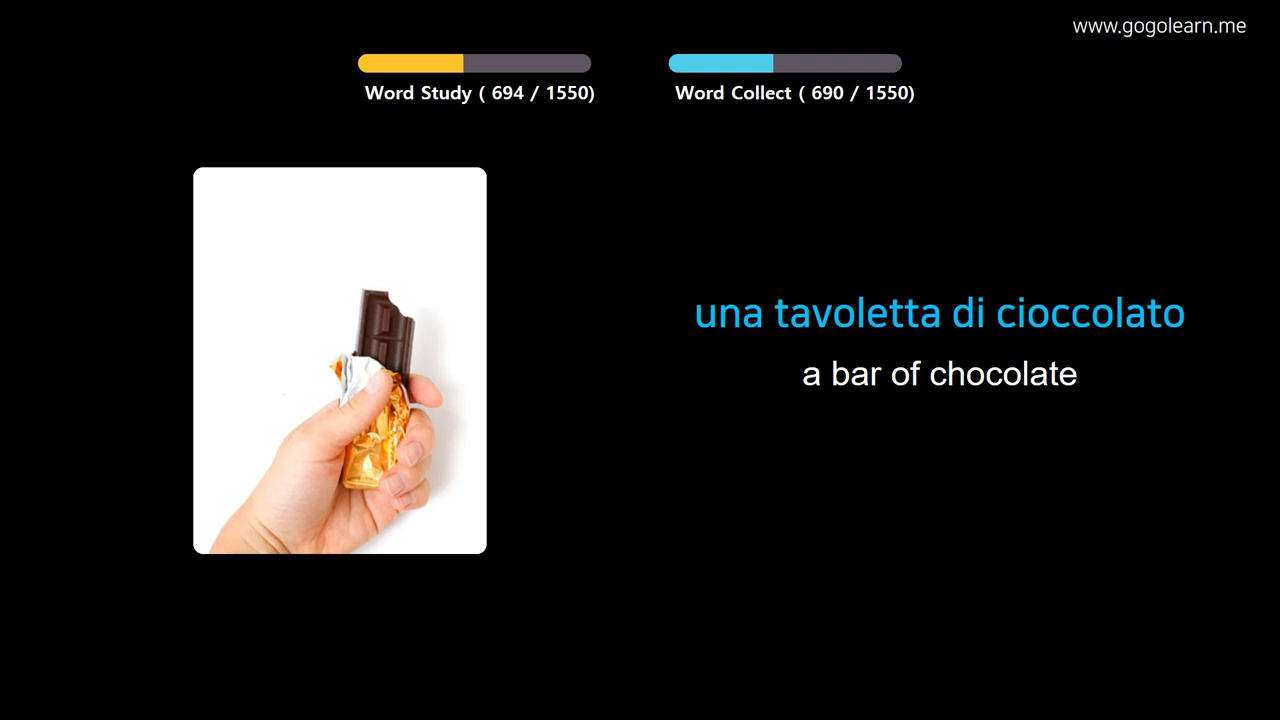 www.gogolearn.me
Word Study ( 694 / 1550)
Word Collect ( 690 / 1550)
una tavoletta di cioccolato
a bar of chocolate